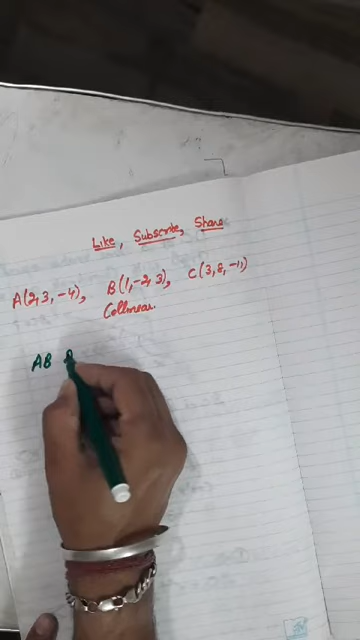 Like, Subscribe, Share
A(2,3,-4), B(1,-2,3), C(3,8,-11)
Collinear.
AB